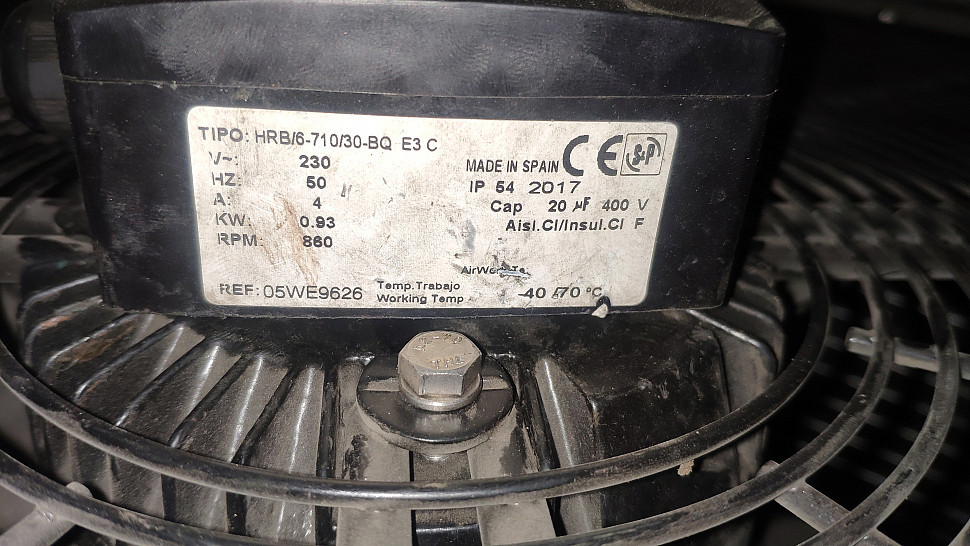 TIPO: HRB/6-710/30-BQ E3 C
V~: 230
HZ: 50
A: 4
KW: 0.93
RPM: 860
REF: 05WE9626
MADE IN SPAIN CE S&P
IP 54 2017
Cap 20 µF 400 V
Aisl.Cl/Insul.Cl F
Temp.Trabajo
Working Temp -40/70 °C